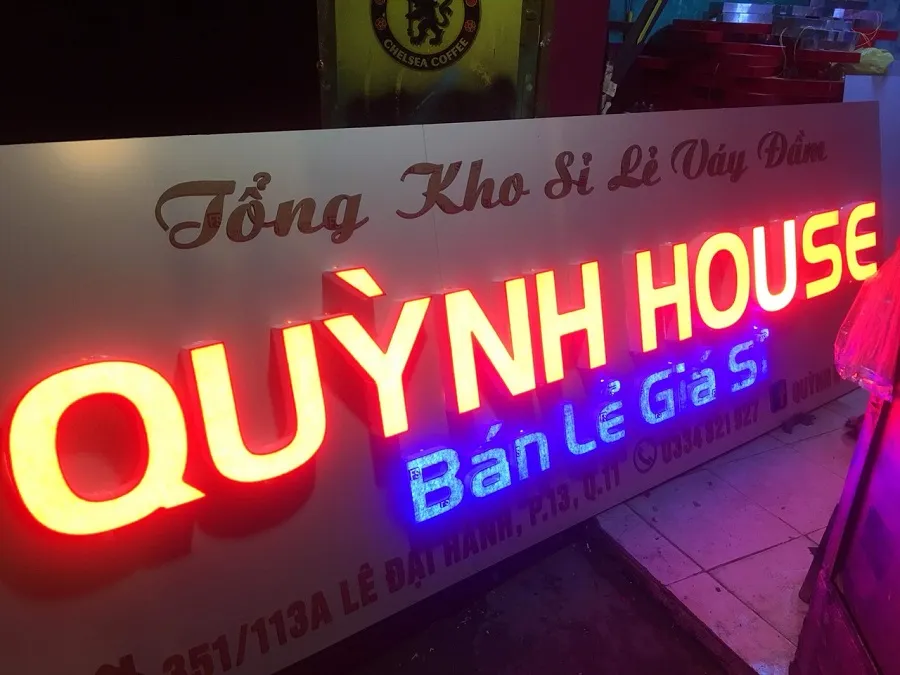 CHELSEA COFFEE
Tổng Kho Sỉ Lẻ Váy Đầm
QUỲNH HOUSE
Bán Lẻ Giá Sỉ
351/113A LÊ ĐẠI HÀNH, P.13, Q.11
0334 821 927
QUỲNH